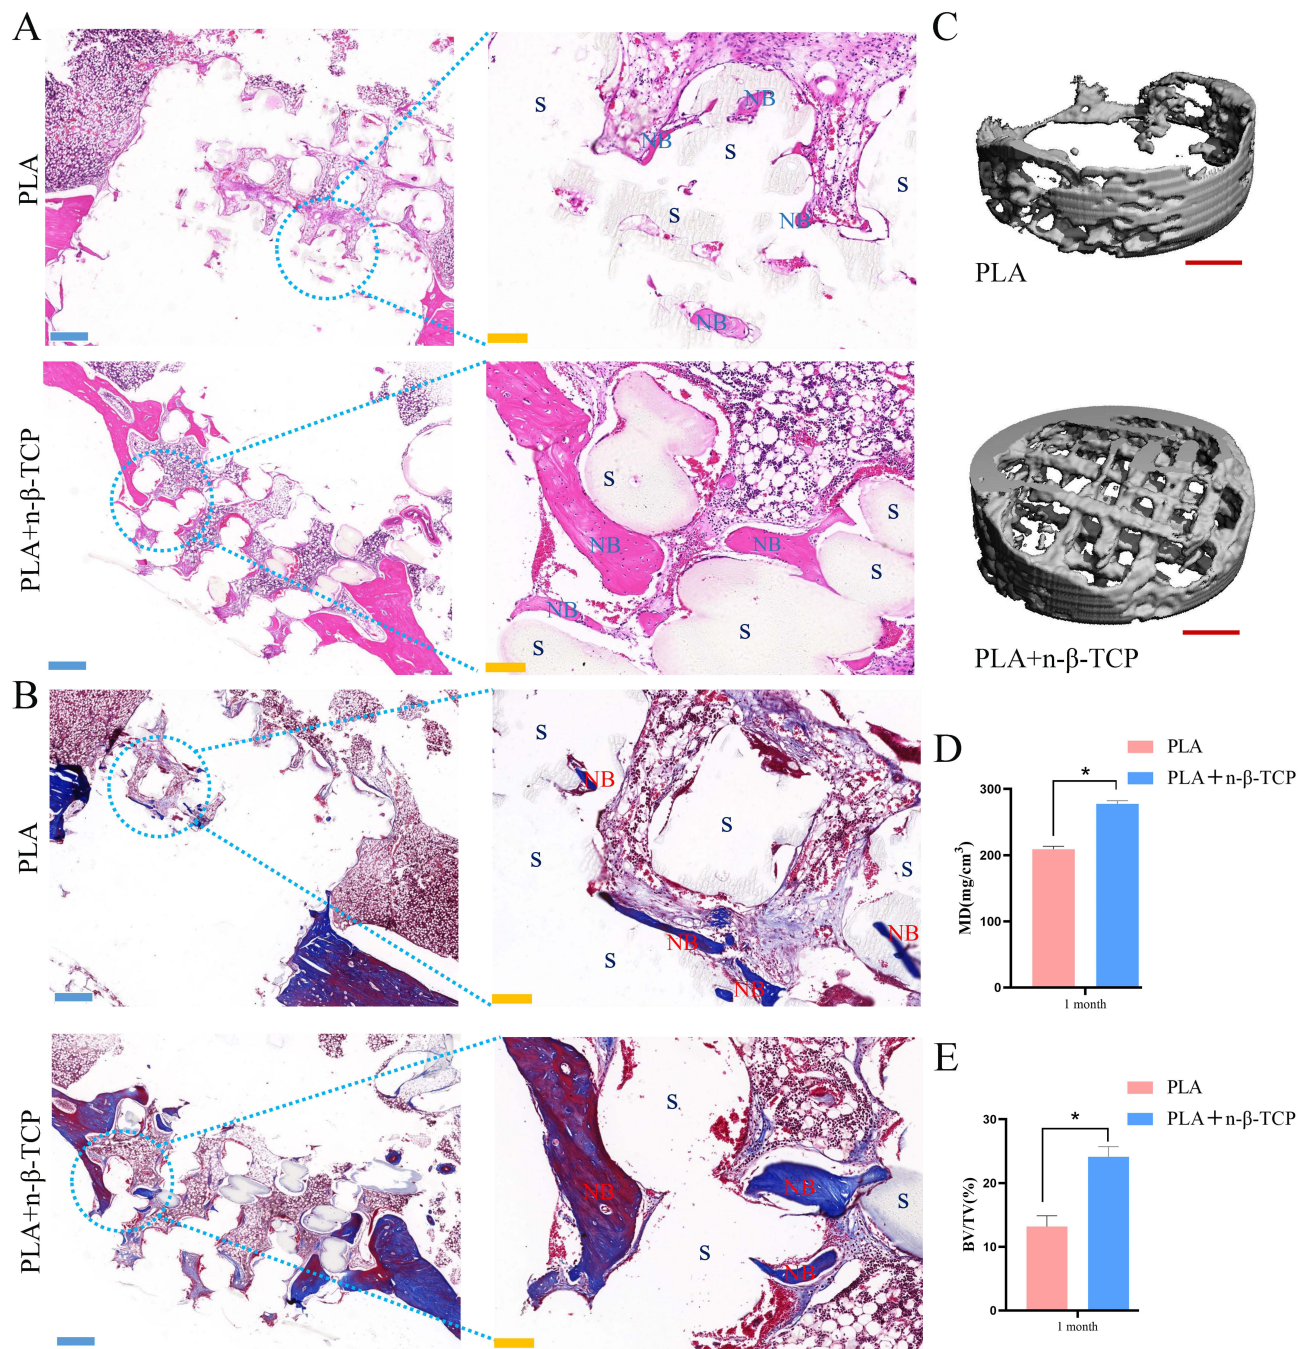 A
PLA
S
NB
NB
S
S
S
NB
NB
PLA+n-β-TCP
S
S
NB
NB
S
NB
S
S
B
PLA
S
NB
S
S
S
NB
NB
S
NB
PLA+n-β-TCP
S
NB
NB
S
S
NB
C
PLA
PLA+n-β-TCP
D
PLA
PLA+n-β-TCP
*
300
200
100
0
MD(mg/cm³)
1 month
E
PLA
PLA+n-β-TCP
*
30
20
10
0
BV/TV(%)
1 month